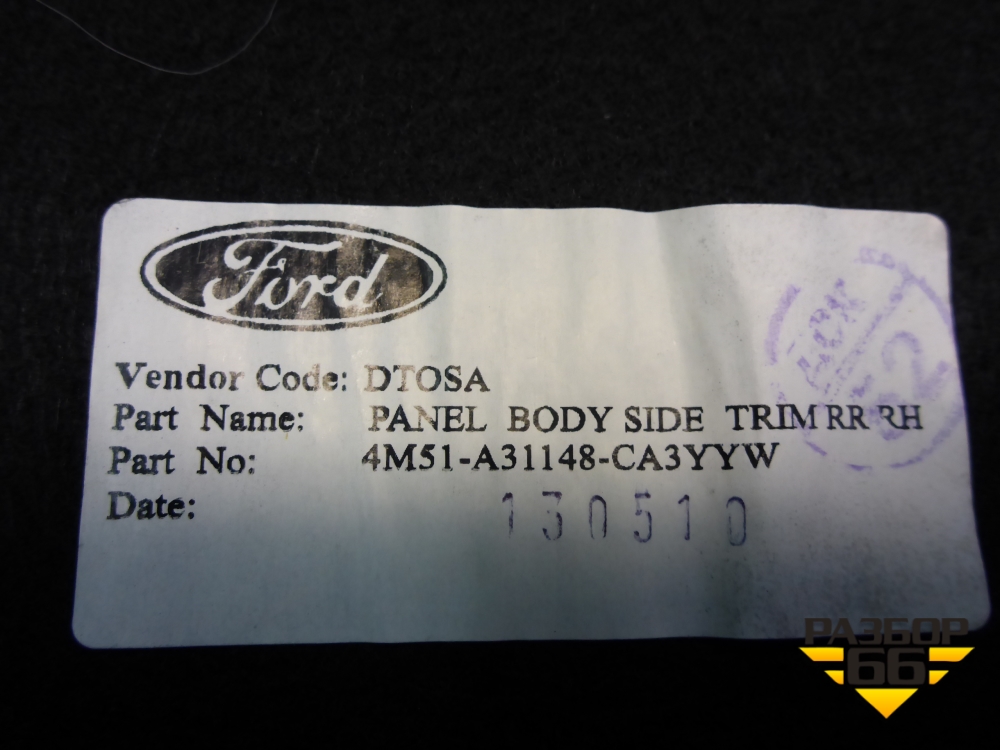 Ford
Vendor Code: DTOSA
Part Name: PANEL BODY SIDE TRIM RR RH
Part No: 4M51-A31148-CA3YYW
Date: 130510
52
РАЗБОР
66